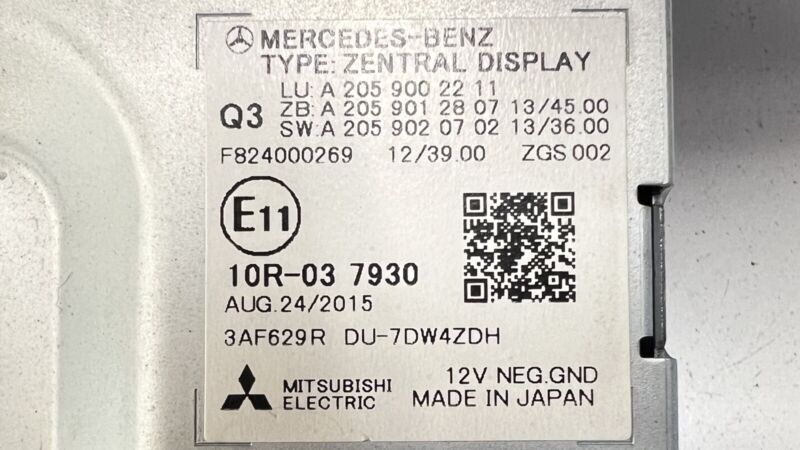 MERCEDES-BENZ
TYPE: ZENTRAL DISPLAY
LU: A 205 900 22 11
Q3 ZB: A 205 901 28 07 13/45.00
SW: A 205 902 07 02 13/36.00
F824000269 12/39.00 ZGS 002
E11
10R-03 7930
AUG.24/2015
3AF629R DU-7DW4ZDH
MITSUBISHI ELECTRIC
12V NEG.GND
MADE IN JAPAN